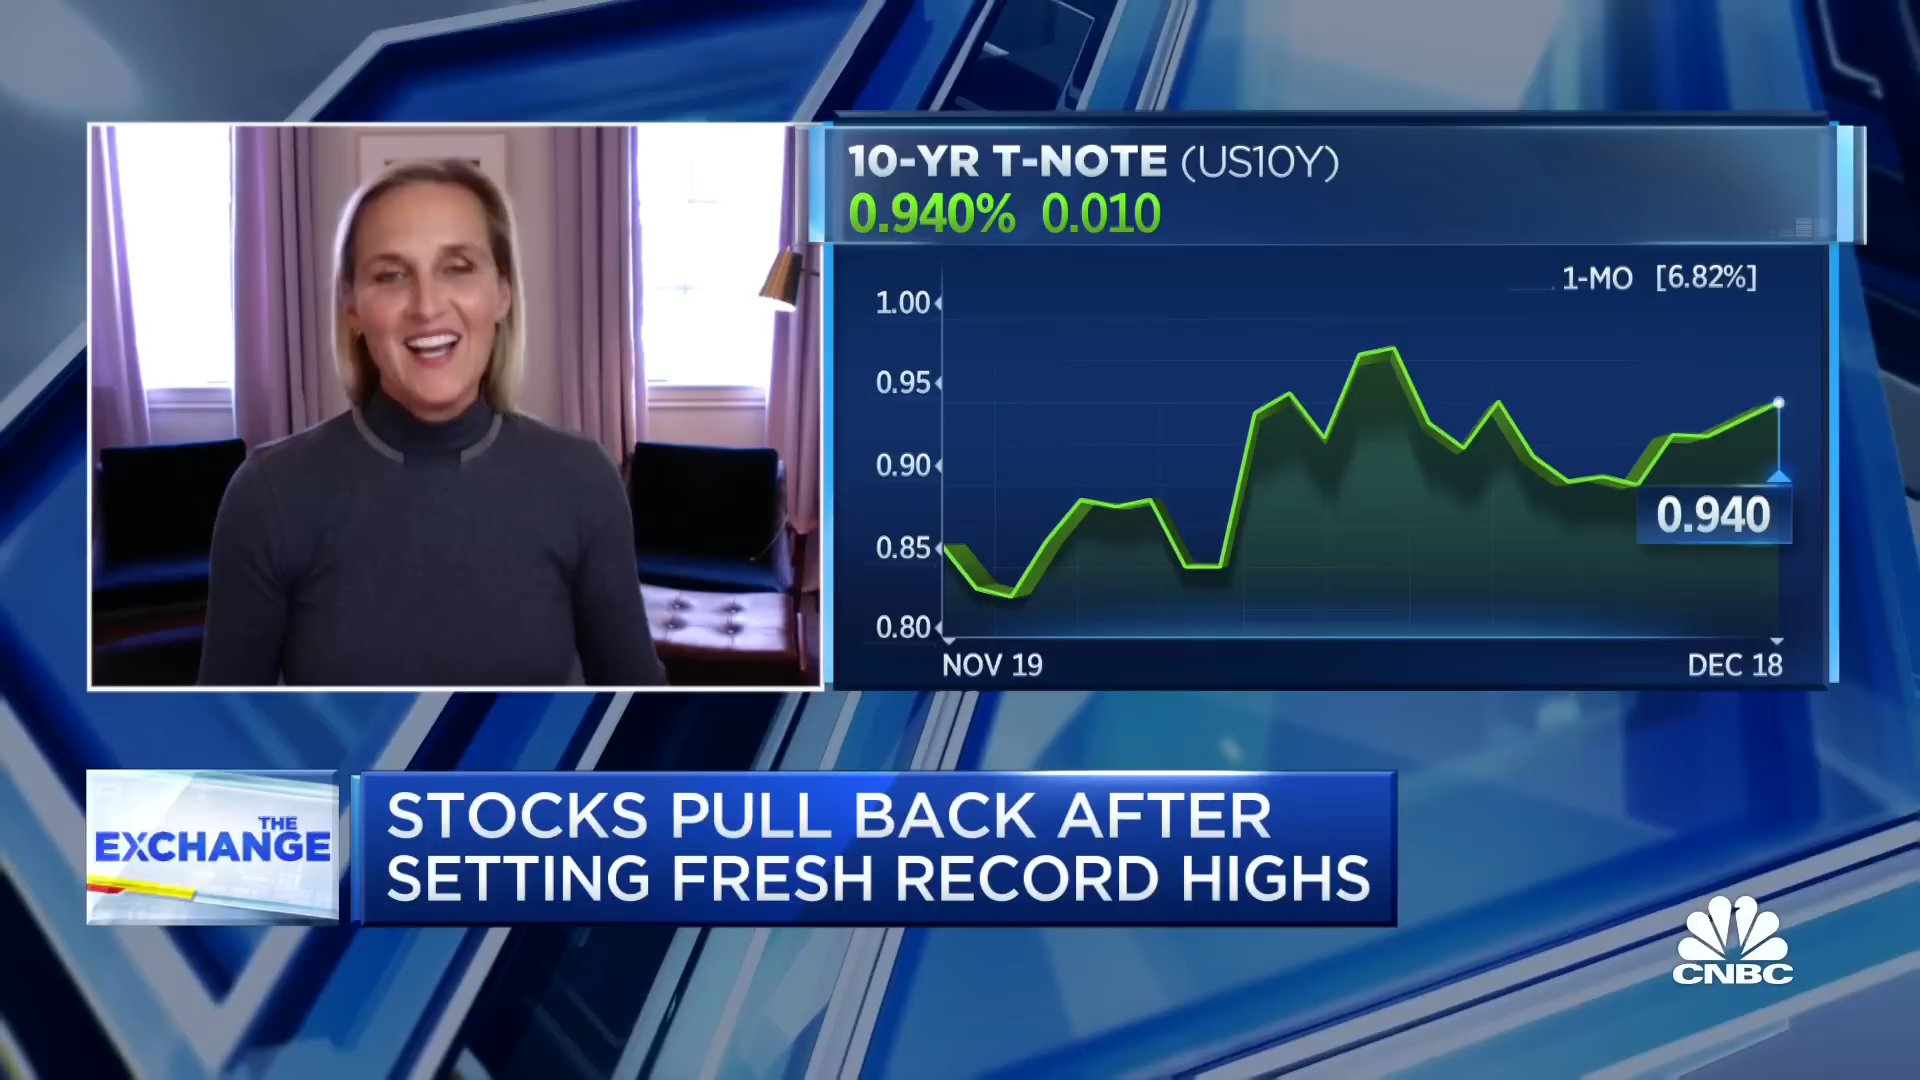 10-YR T-NOTE (US10Y)
0.940% 0.010
1-MO [6.82%]
1.00
0.95
0.90
0.85
0.80
0.940
NOV 19
DEC 18
THE
EXCHANGE
STOCKS PULL BACK AFTER
SETTING FRESH RECORD HIGHS
CNBC